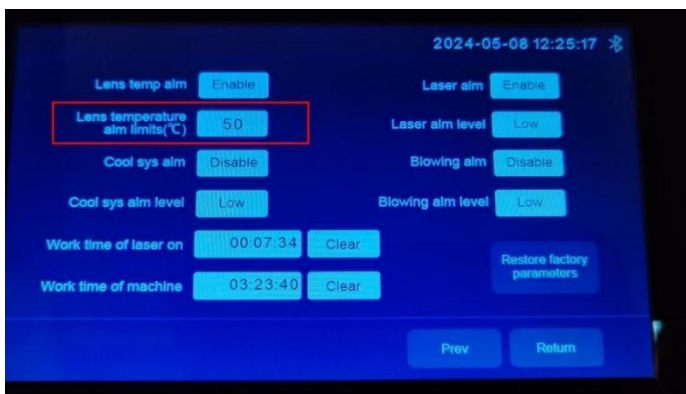 2024-05-08 12:25:17
Lens temp alm Enable
Laser alm Enable
Lens temperature
alm limits(℃) 50
Laser alm level Low
Cool sys alm Disable
Blowing alm Disable
Cool sys alm level Low
Blowing alm level Low
Work time of laser on 00:07:34 Clear
Restore factory
parameters
Work time of machine 03:23:40 Clear
Prev
Return